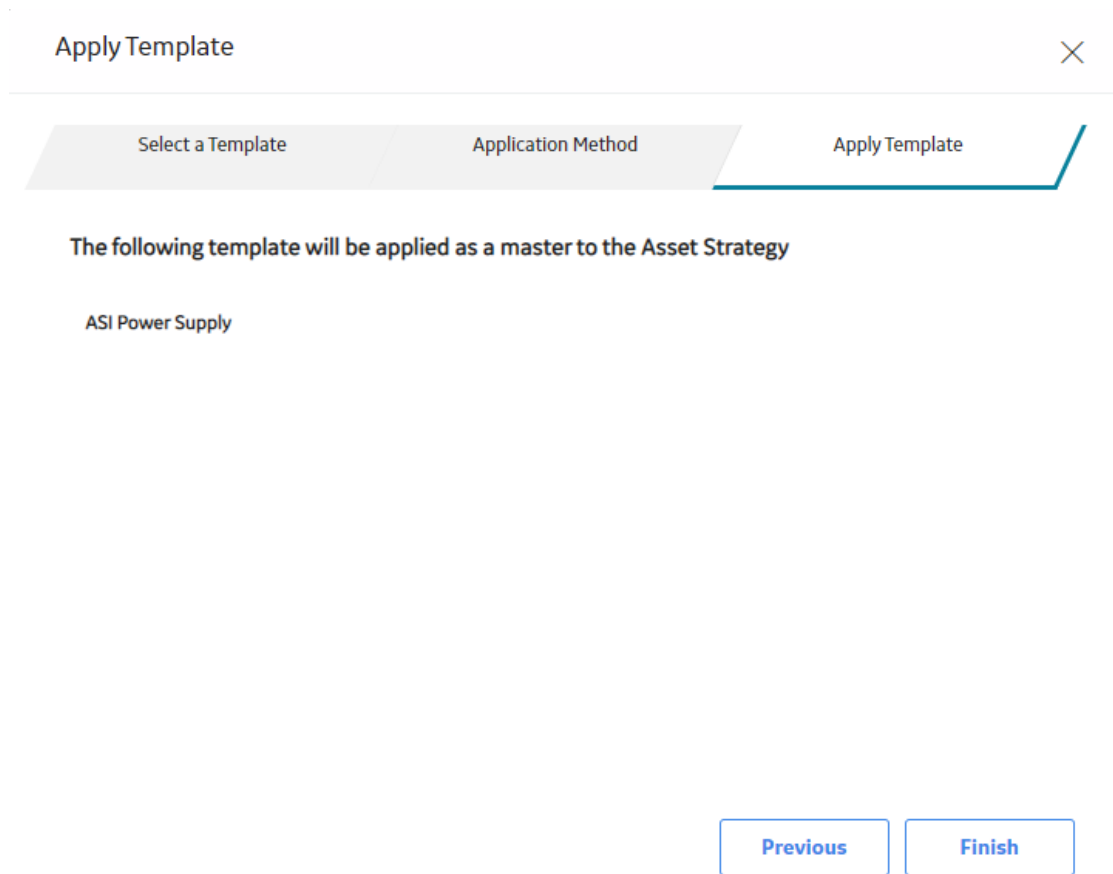 Apply Template
Select a Template
Application Method
Apply Template
The following template will be applied as a master to the Asset Strategy
ASI Power Supply
Previous
Finish